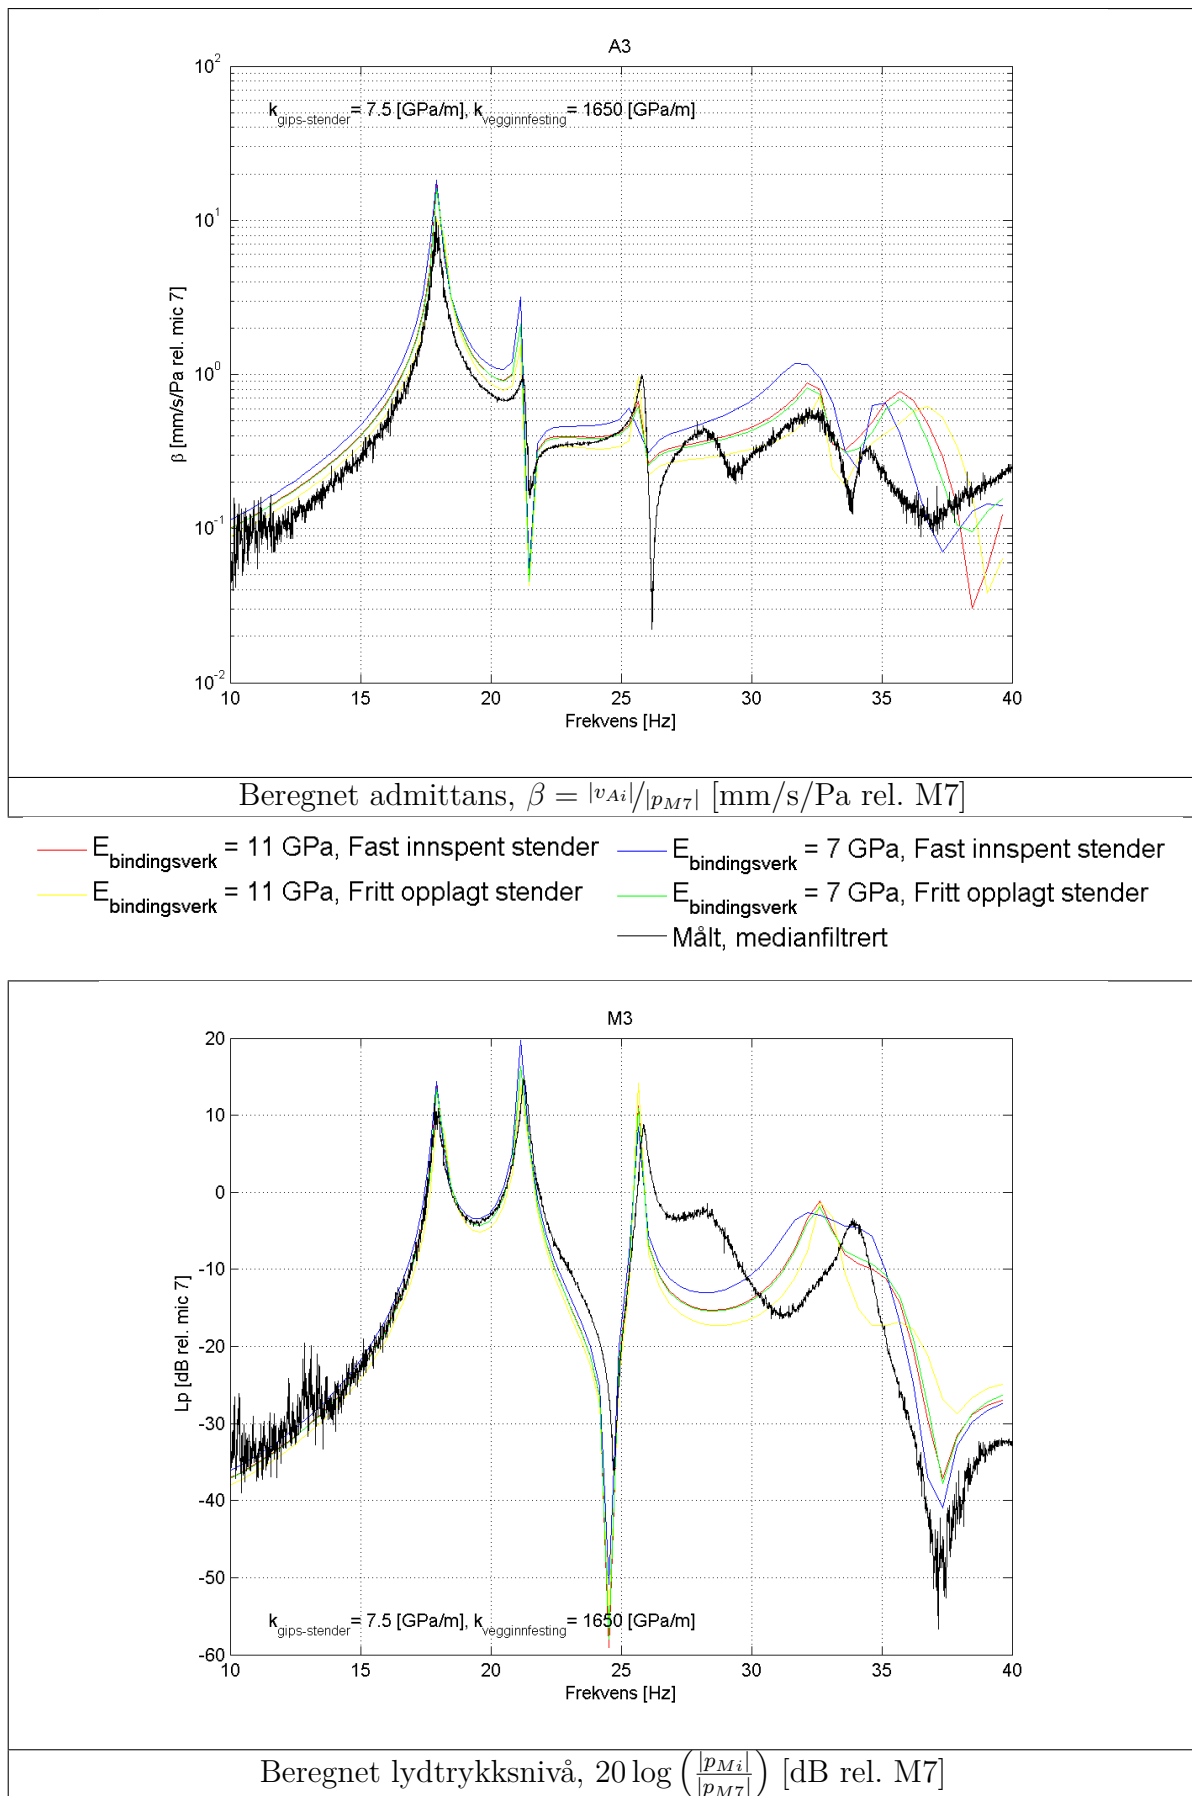 A3
k_gips-stender = 7.5 [GPa/m], k_vegginnfesting = 1650 [GPa/m]
β [mm/s/Pa rel. mic 7]
10^2
10^1
10^0
10^-1
10^-2
10 15 20 25 30 35 40
Frekvens [Hz]
Beregnet admittans, β = |v_Ai|/|p_M7| [mm/s/Pa rel. M7]
E_bindingsverk = 11 GPa, Fast innspent stender
E_bindingsverk = 7 GPa, Fast innspent stender
E_bindingsverk = 11 GPa, Fritt opplagt stender
E_bindingsverk = 7 GPa, Fritt opplagt stender
Målt, medianfiltrert
M3
Lp [dB rel. mic 7]
20
10
0
-10
-20
-30
-40
-50
-60
k_gips-stender = 7.5 [GPa/m], k_vegginnfesting = 1650 [GPa/m]
10 15 20 25 30 35 40
Frekvens [Hz]
Beregnet lydtrykksnivå, 20 log (|p_Mi|/|p_M7|) [dB rel. M7]